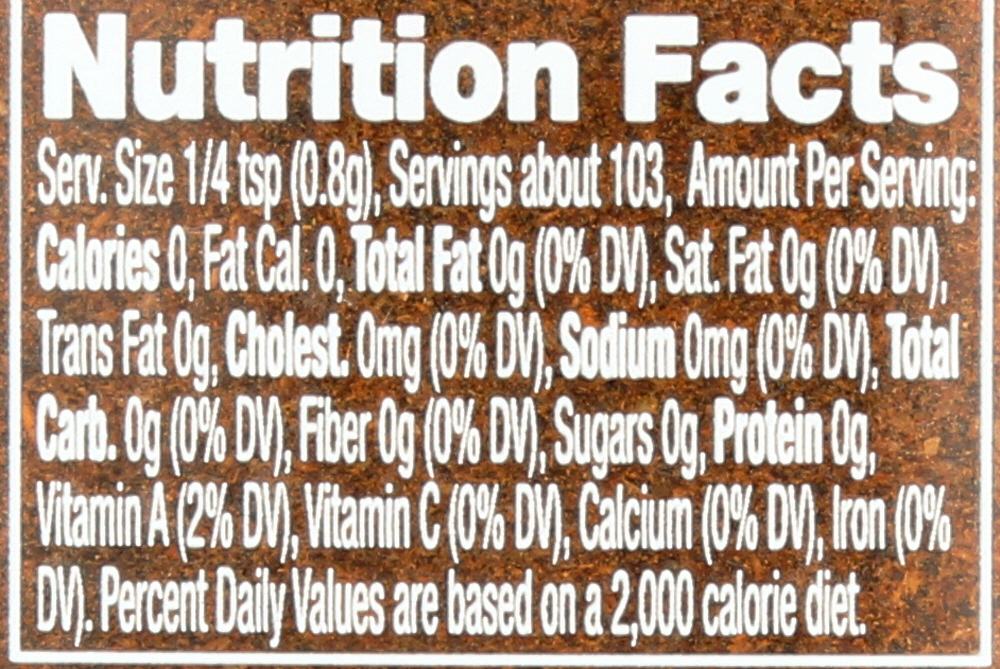 Nutrition Facts
Serv. Size 1/4 tsp (0.8g), Servings about 103, Amount Per Serving:
Calories 0, Fat Cal. 0, Total Fat 0g (0% DV), Sat. Fat 0g (0% DV),
Trans Fat 0g, Cholest. 0mg (0% DV), Sodium 0mg (0% DV), Total
Carb. 0g (0% DV), Fiber 0g (0% DV), Sugars 0g, Protein 0g,
Vitamin A (2% DV), Vitamin C (0% DV), Calcium (0% DV), Iron (0%
DV). Percent Daily Values are based on a 2,000 calorie diet.